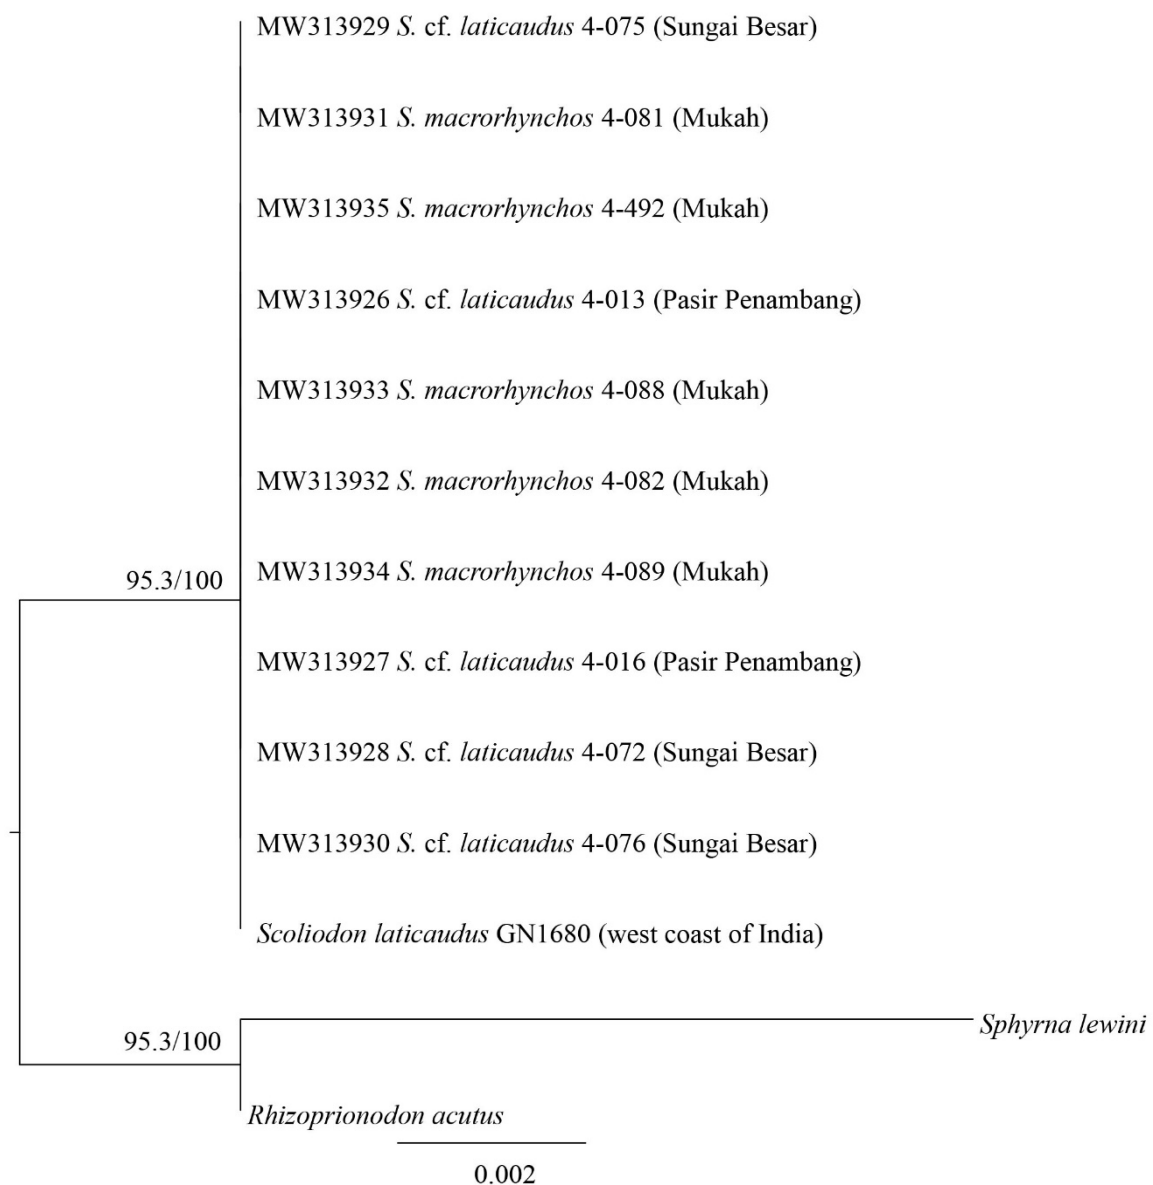 MW313929 S. cf. laticaudus 4-075 (Sungai Besar)
MW313931 S. macrorhynchos 4-081 (Mukah)
MW313935 S. macrorhynchos 4-492 (Mukah)
MW313926 S. cf. laticaudus 4-013 (Pasir Penambang)
MW313933 S. macrorhynchos 4-088 (Mukah)
MW313932 S. macrorhynchos 4-082 (Mukah)
95.3/100
MW313934 S. macrorhynchos 4-089 (Mukah)
MW313927 S. cf. laticaudus 4-016 (Pasir Penambang)
MW313928 S. cf. laticaudus 4-072 (Sungai Besar)
MW313930 S. cf. laticaudus 4-076 (Sungai Besar)
Scoliodon laticaudus GN1680 (west coast of India)
Sphyrna lewini
95.3/100
Rhizoprionodon acutus
0.002